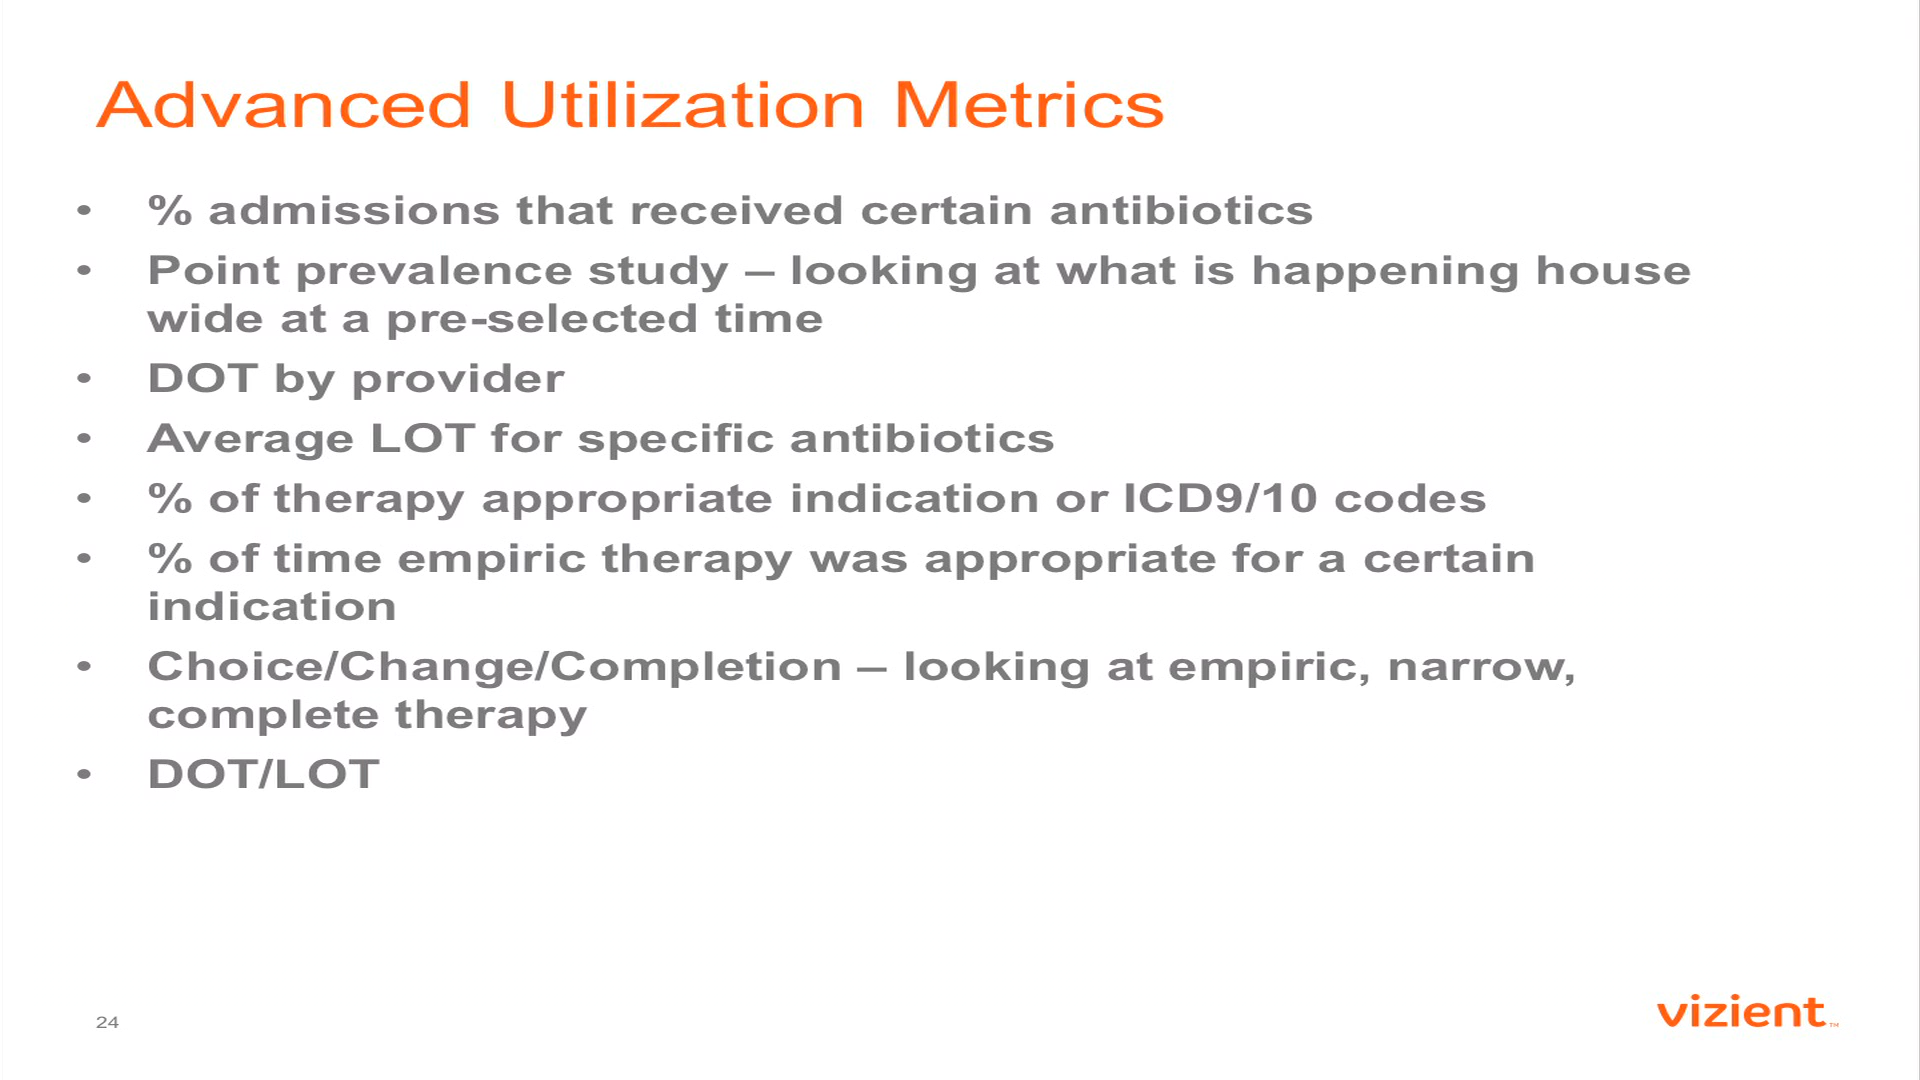 Advanced Utilization Metrics
• % admissions that received certain antibiotics
• Point prevalence study – looking at what is happening house
wide at a pre-selected time
• DOT by provider
• Average LOT for specific antibiotics
• % of therapy appropriate indication or ICD9/10 codes
• % of time empiric therapy was appropriate for a certain
indication
• Choice/Change/Completion – looking at empiric, narrow,
complete therapy
• DOT/LOT
24
vizient™